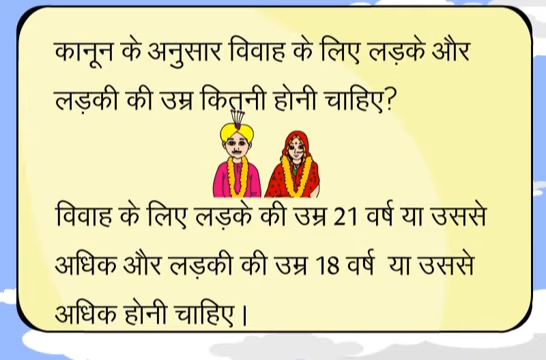 कानून के अनुसार विवाह के लिए लड़के और
लड़की की उम्र कितनी होनी चाहिए?
विवाह के लिए लड़के की उम्र 21 वर्ष या उससे
अधिक और लड़की की उम्र 18 वर्ष या उससे
अधिक होनी चाहिए।